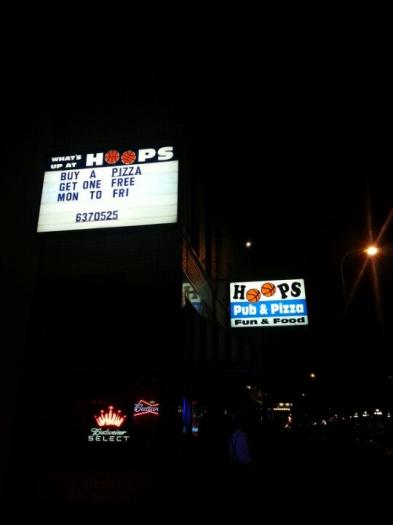 WHAT'S UP AT HOOPS
BUY A PIZZA
GET ONE FREE
MON TO FRI
6370525
HOOPS
Pub & Pizza
Fun & Food
Budweiser
Budweiser
SELECT